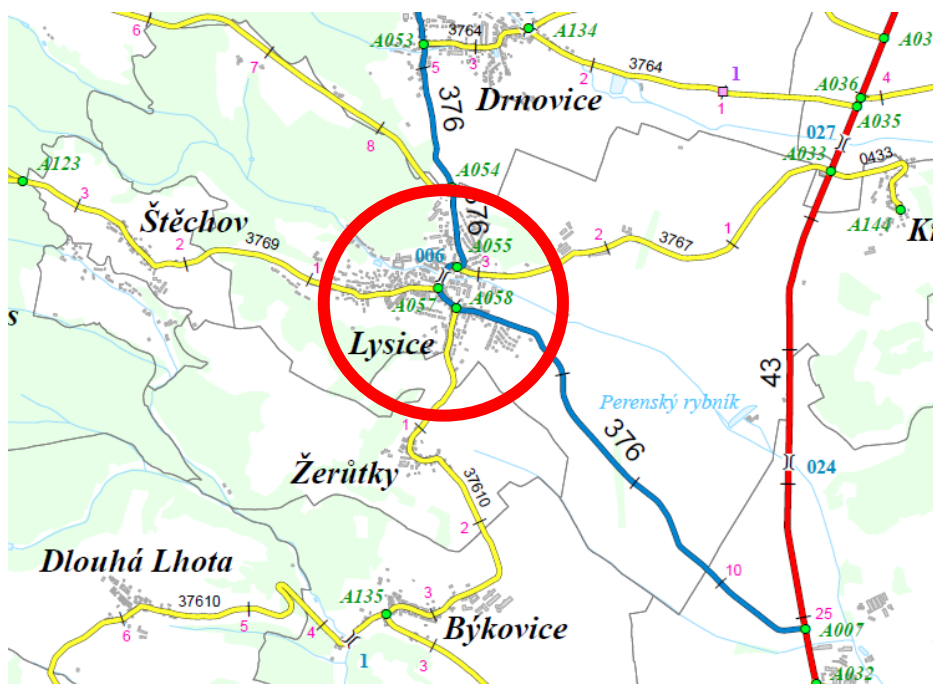 6
A053
3764
A134
A03
7
5
3
2
3764
1
1
4
A036
A035
Drnovice
376
8
027
A033
0433
A123
A054
3
Štěchov
376
2
3767
1
A144
2
3769
A055
006
3
1
A057
A058
s
Lysice
43
Perenský rybník
1
376
Žerůtky
37610
024
2
Dlouhá Lhota
10
37610
A135
3
6
5
4
Býkovice
25
A007
1
3
A032